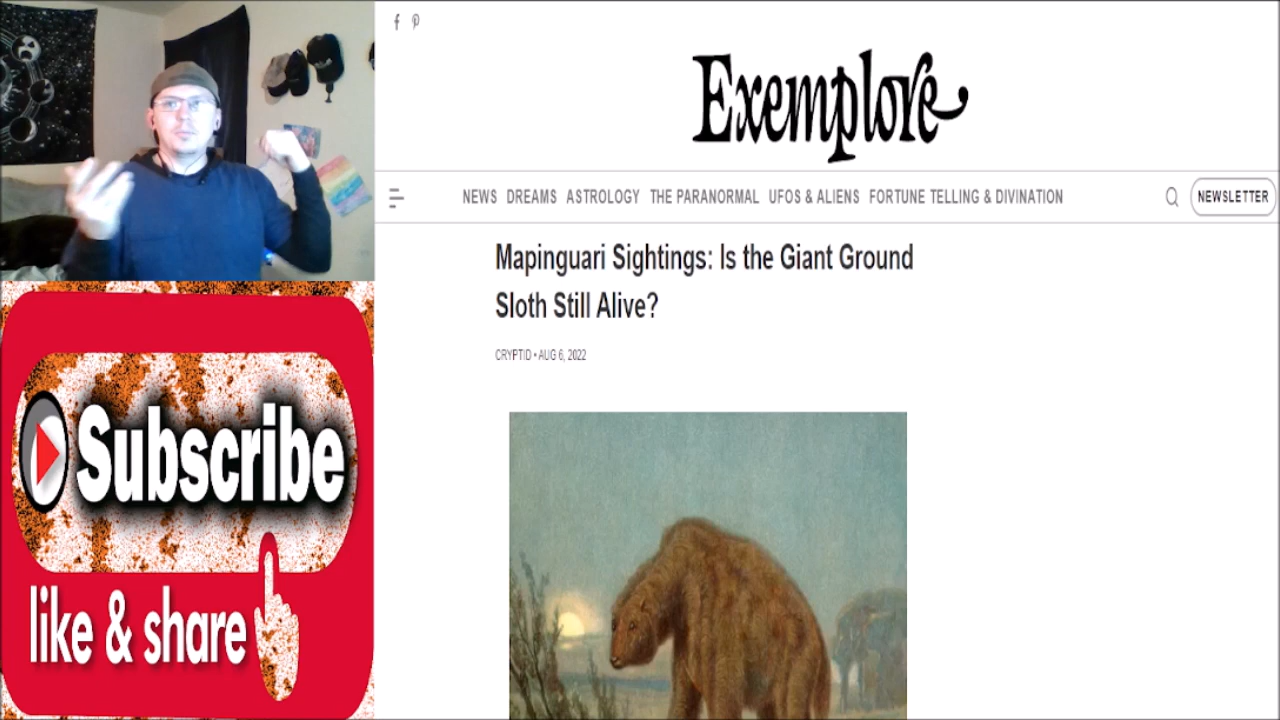 Exemplore
NEWS DREAMS ASTROLOGY THE PARANORMAL UFOS & ALIENS FORTUNE TELLING & DIVINATION
NEWSLETTER
Mapinguari Sightings: Is the Giant Ground
Sloth Still Alive?
CRYPTID • AUG 6, 2022
Subscribe
like & share